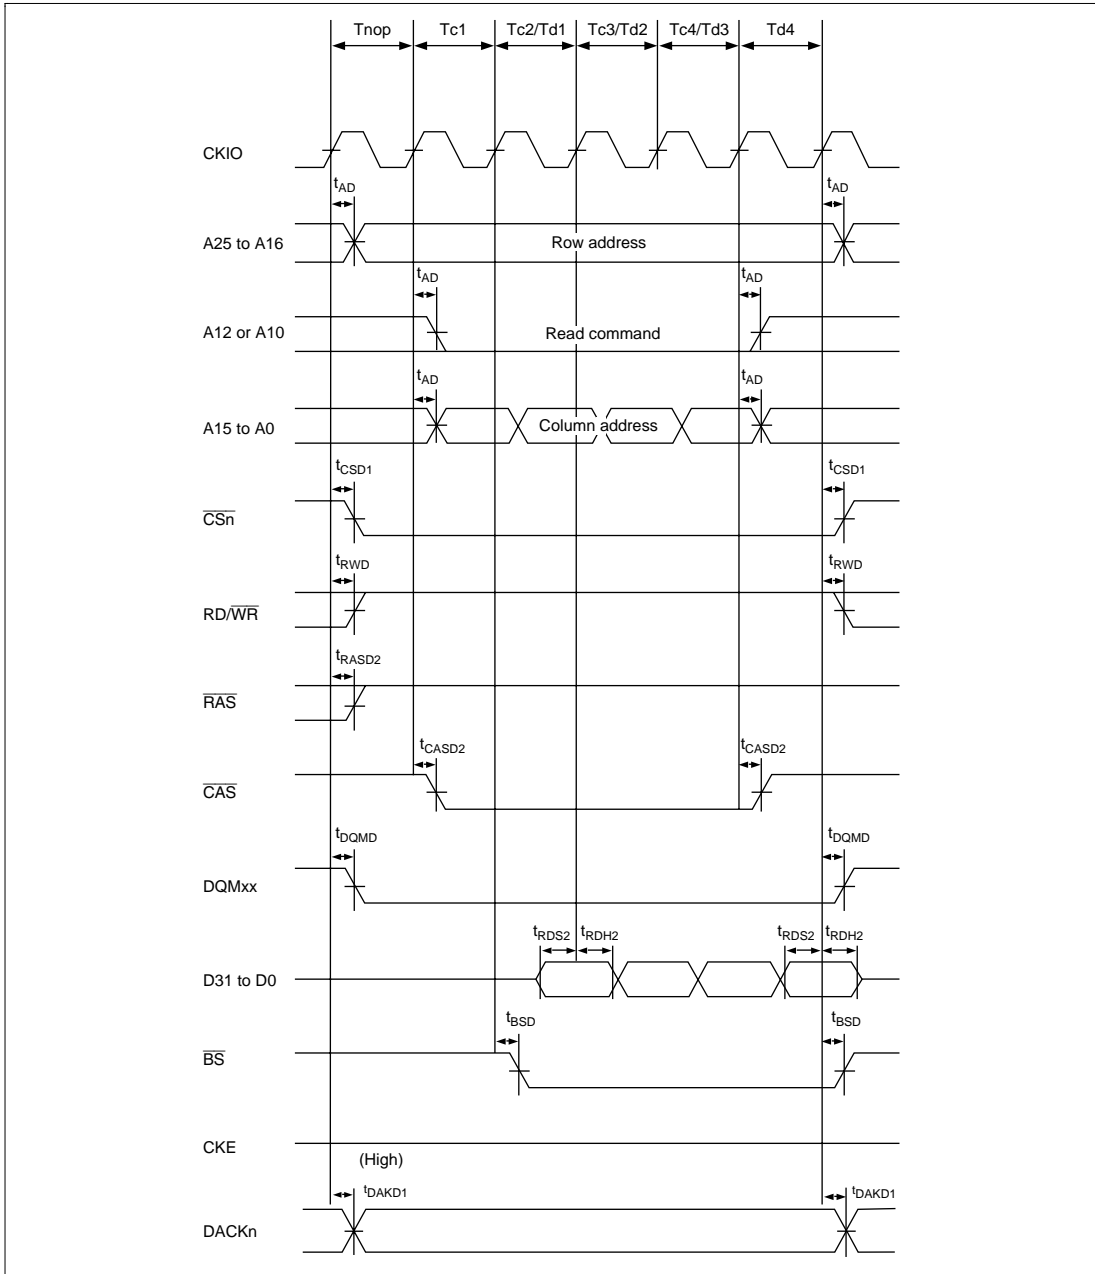 Tnop Tc1 Tc2/Td1 Tc3/Td2 Tc4/Td3 Td4
CKIO
tAD tAD
A25 to A16 Row address
tAD tAD
A12 or A10 Read command
tAD tAD
A15 to A0 Column address
tCSD1 tCSD1
CSn
tRWD tRWD
RD/WR
tRASD2
RAS
tCASD2 tCASD2
CAS
tDQMD tDQMD
DQMxx
tRDS2 tRDH2 tRDS2 tRDH2
D31 to D0
tBSD tBSD
BS
CKE
(High)
tDAKD1 tDAKD1
DACKn